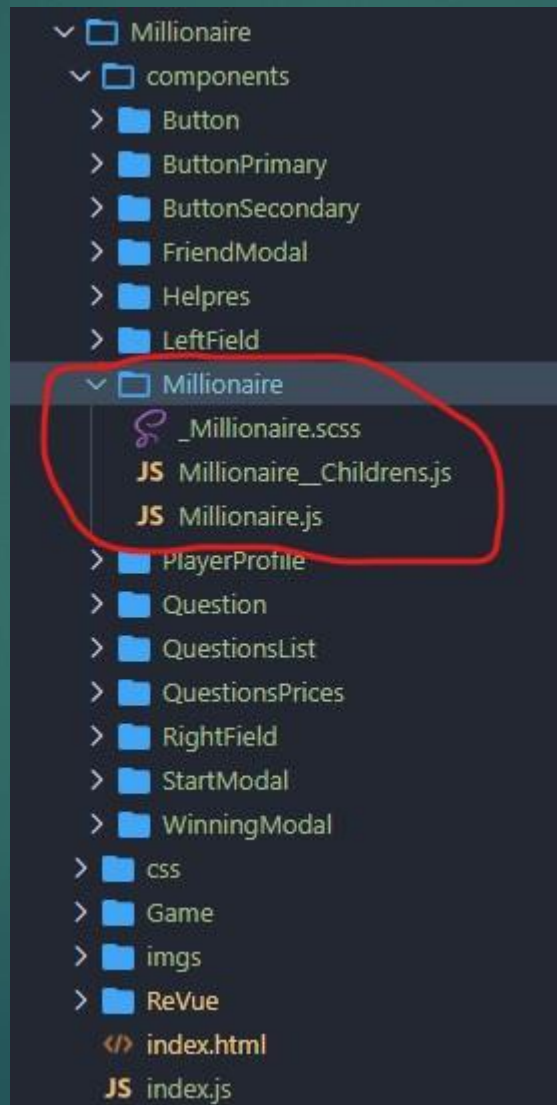 Millionaire
components
Button
ButtonPrimary
ButtonSecondary
FriendModal
Helpres
LeftField
Millionaire
_Millionaire.scss
JS Millionaire__Childrens.js
JS Millionaire.js
PlayerProfile
Question
QuestionsList
QuestionsPrices
RightField
StartModal
WinningModal
css
Game
imgs
ReVue
</> index.html
JS index.js